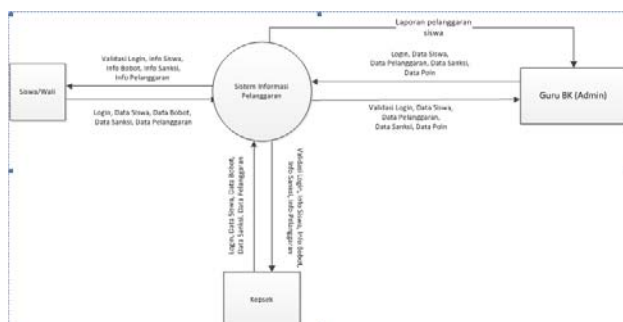 Laporan pelanggaran
siswa
Validasi Login, Info Siswa,
Info Bobot, Info Sanksi,
Info Pelanggaran
Login, Data Siswa,
Data Pelanggaran, Data Sanksi,
Data Poin
Siswa/Wali
Sistem Informasi
Pelanggaran
Guru BK (Admin)
Login, Data Siswa, Data Bobot,
Data Sanksi, Data Pelanggaran
Validasi Login, Data Siswa,
Data Pelanggaran,
Data Sanksi, Data Poin
Login, Data Siswa, Data Bobot,
Data Sanksi, Data Pelanggaran
Validasi Login, Info Siswa, Info Bobot,
Info Sanksi, Info Pelanggaran
Kepsek